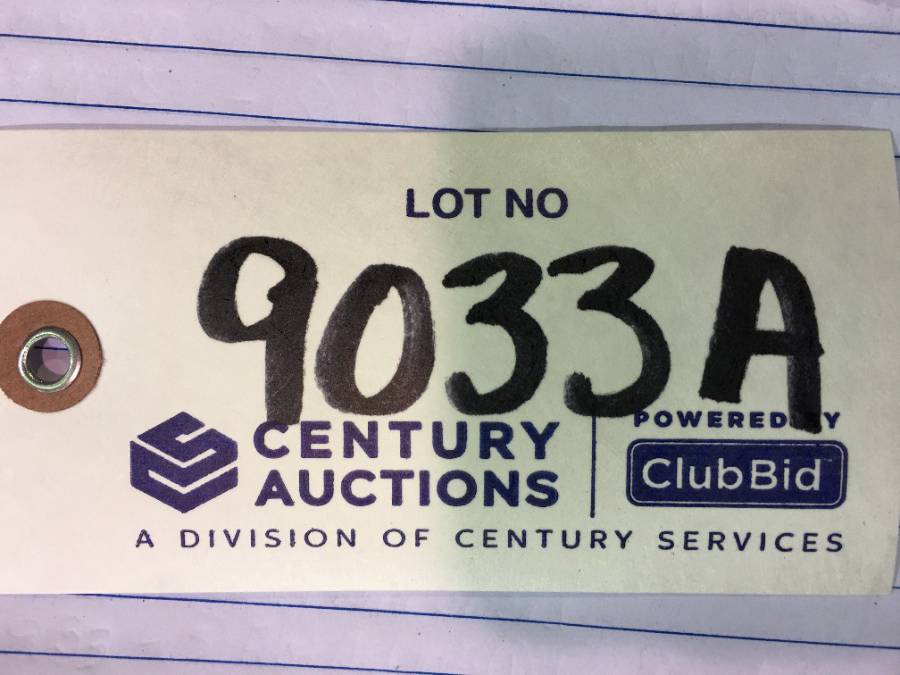 LOT NO
9033A
CENTURY AUCTIONS
POWERED BY
ClubBid
A DIVISION OF CENTURY SERVICES